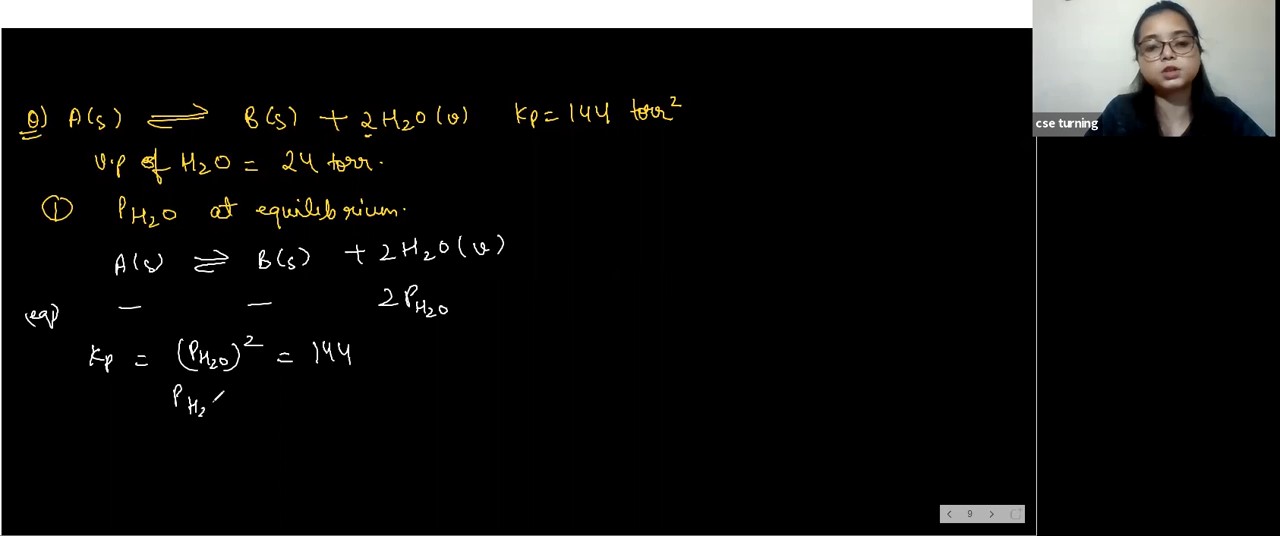 Q) A(s) ⇌ B(s) + 2H₂O(v) Kp = 144 torr²
v.p of H₂O = 24 torr.
① P_H₂O at equilibrium.
A(s) ⇌ B(s) + 2H₂O(v)
(eq) — — 2P_H₂O
Kp = (P_H₂O)² = 144
P_H₂
cse turning
9